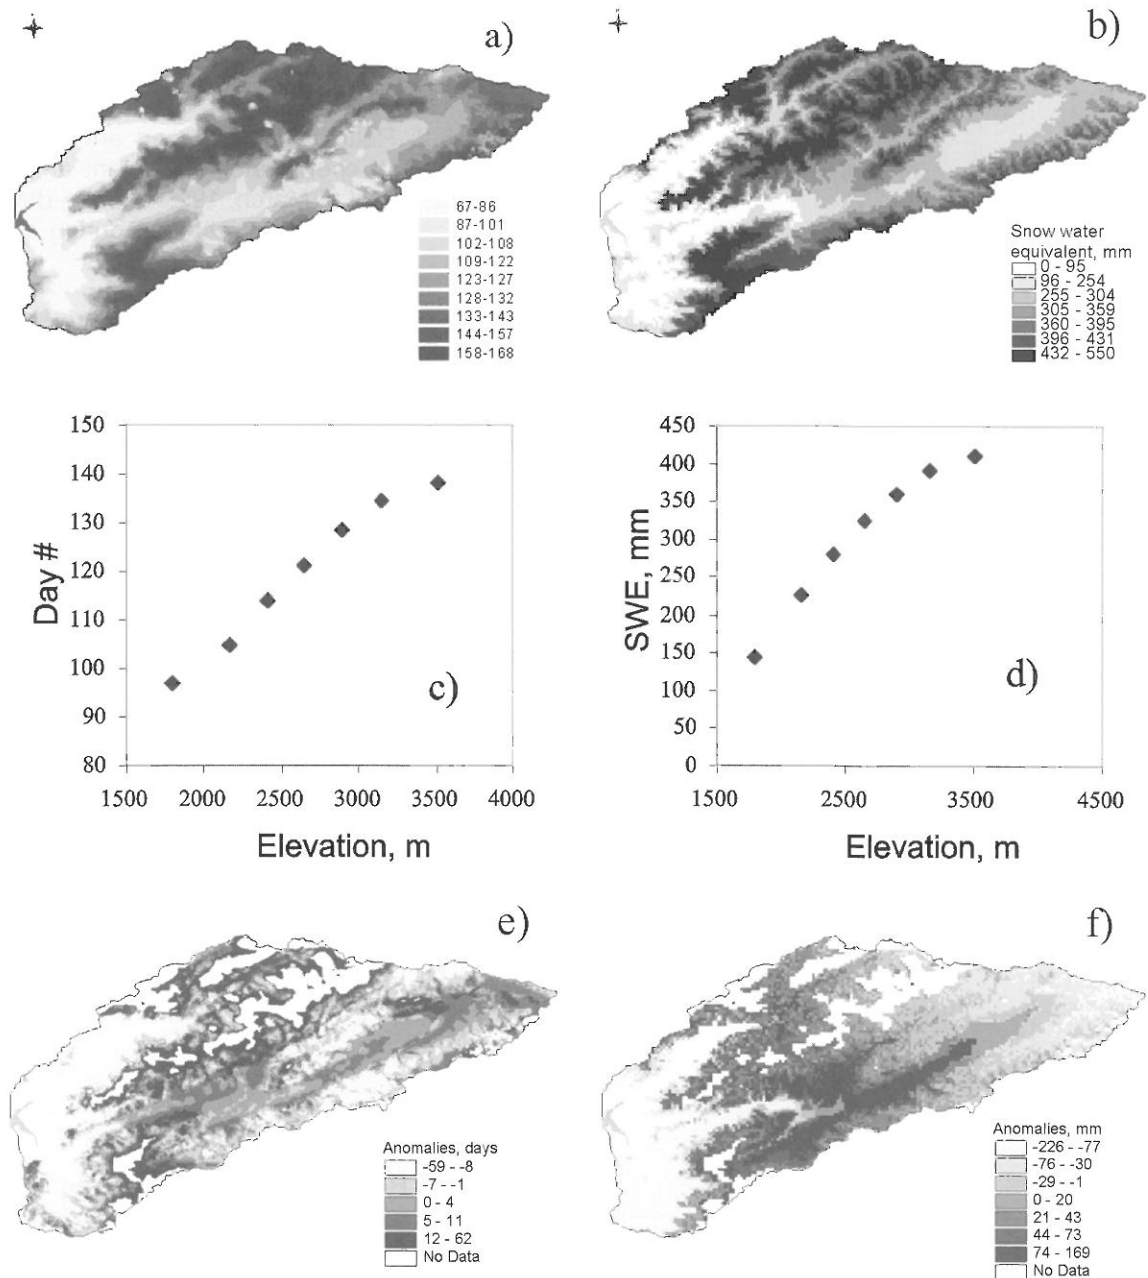 a)
67-86
87-101
102-108
109-122
123-127
128-132
133-143
144-157
158-168
b)
Snow water
equivalent, mm
0 - 95
96 - 254
255 - 304
305 - 359
360 - 395
396 - 431
432 - 550
150
140
130
120
110
100
90
80
Day #
1500 2000 2500 3000 3500 4000
Elevation, m
c)
450
400
350
300
250
200
150
100
50
0
SWE, mm
1500 2500 3500 4500
Elevation, m
d)
e)
Anomalies, days
-59 - -8
-7 - -1
0 - 4
5 - 11
12 - 62
No Data
f)
Anomalies, mm
-226 - -77
-76 - -30
-29 - -1
0 - 20
21 - 43
44 - 73
74 - 169
No Data